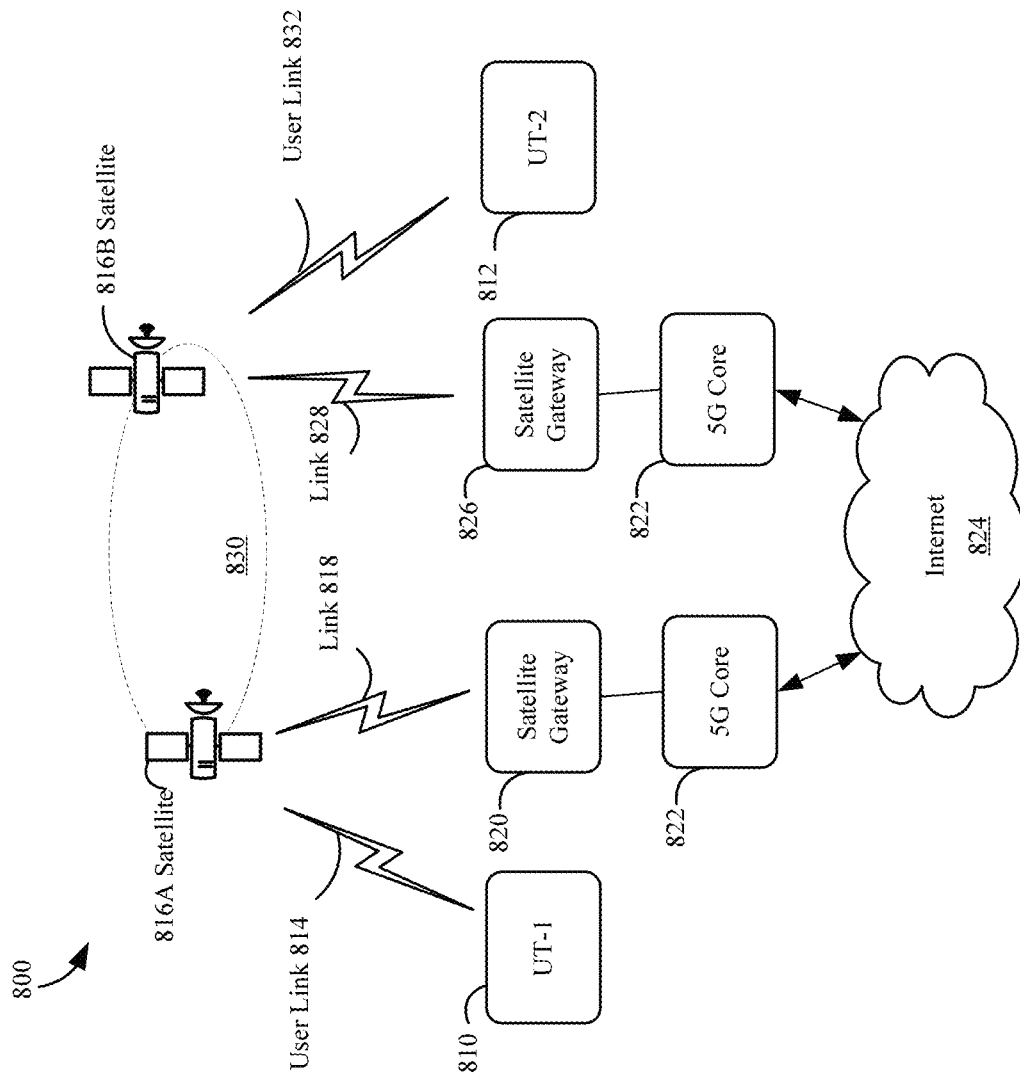 800
816A Satellite
816B Satellite
830
User Link 814
Link 818
Link 828
User Link 832
810
UT-1
820
Satellite
Gateway
826
Satellite
Gateway
812
UT-2
822
5G Core
822
5G Core
Internet
824